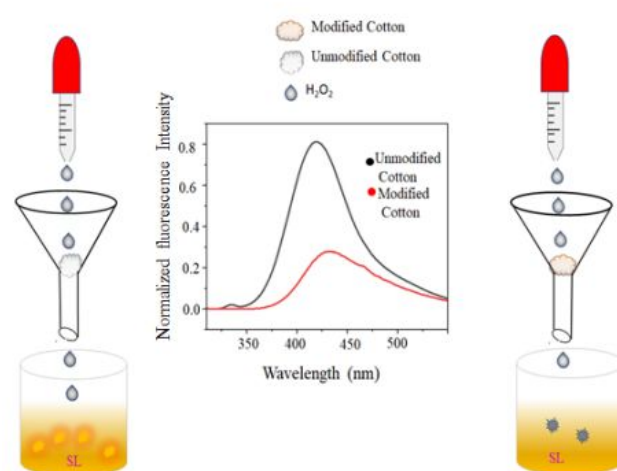 Modified Cotton
Unmodified Cotton
H₂O₂
Normalized fluorescence Intensity
0.8
0.6
0.4
0.2
0.0
Unmodified
Cotton
Modified
Cotton
350
400
450
500
Wavelength (nm)
SL
SL